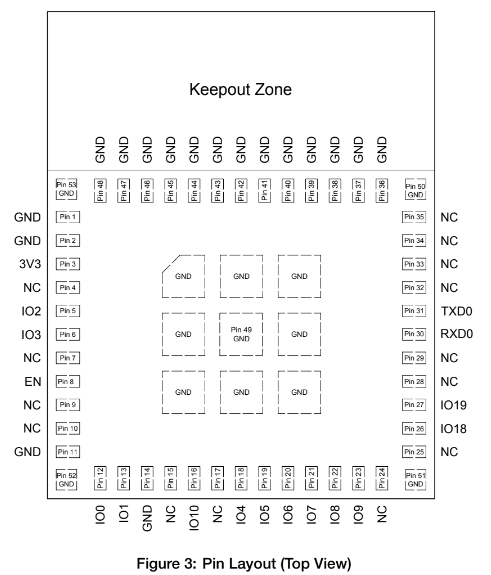 Keepout Zone
GND GND GND GND GND GND GND GND GND GND GND GND GND
Pin 53 GND Pin 48 Pin 47 Pin 46 Pin 45 Pin 44 Pin 43 Pin 42 Pin 41 Pin 40 Pin 39 Pin 38 Pin 37 Pin 36 Pin 50 GND
GND Pin 1 Pin 35 NC
GND Pin 2 Pin 34 NC
3V3 Pin 3 Pin 33 NC
GND GND GND
NC Pin 4 Pin 32 NC
IO2 Pin 5 Pin 31 TXD0
IO3 Pin 6 GND Pin 49 GND GND Pin 30 RXD0
NC Pin 7 Pin 29 NC
EN Pin 8 Pin 28 NC
GND GND GND
NC Pin 9 Pin 27 IO19
NC Pin 10 Pin 26 IO18
GND Pin 11 Pin 25 NC
Pin 52 GND Pin 12 Pin 13 Pin 14 Pin 15 Pin 16 Pin 17 Pin 18 Pin 19 Pin 20 Pin 21 Pin 22 Pin 23 Pin 24 Pin 51 GND
IO0 IO1 GND NC IO10 NC IO4 IO5 IO6 IO7 IO8 IO9 NC
Figure 3: Pin Layout (Top View)